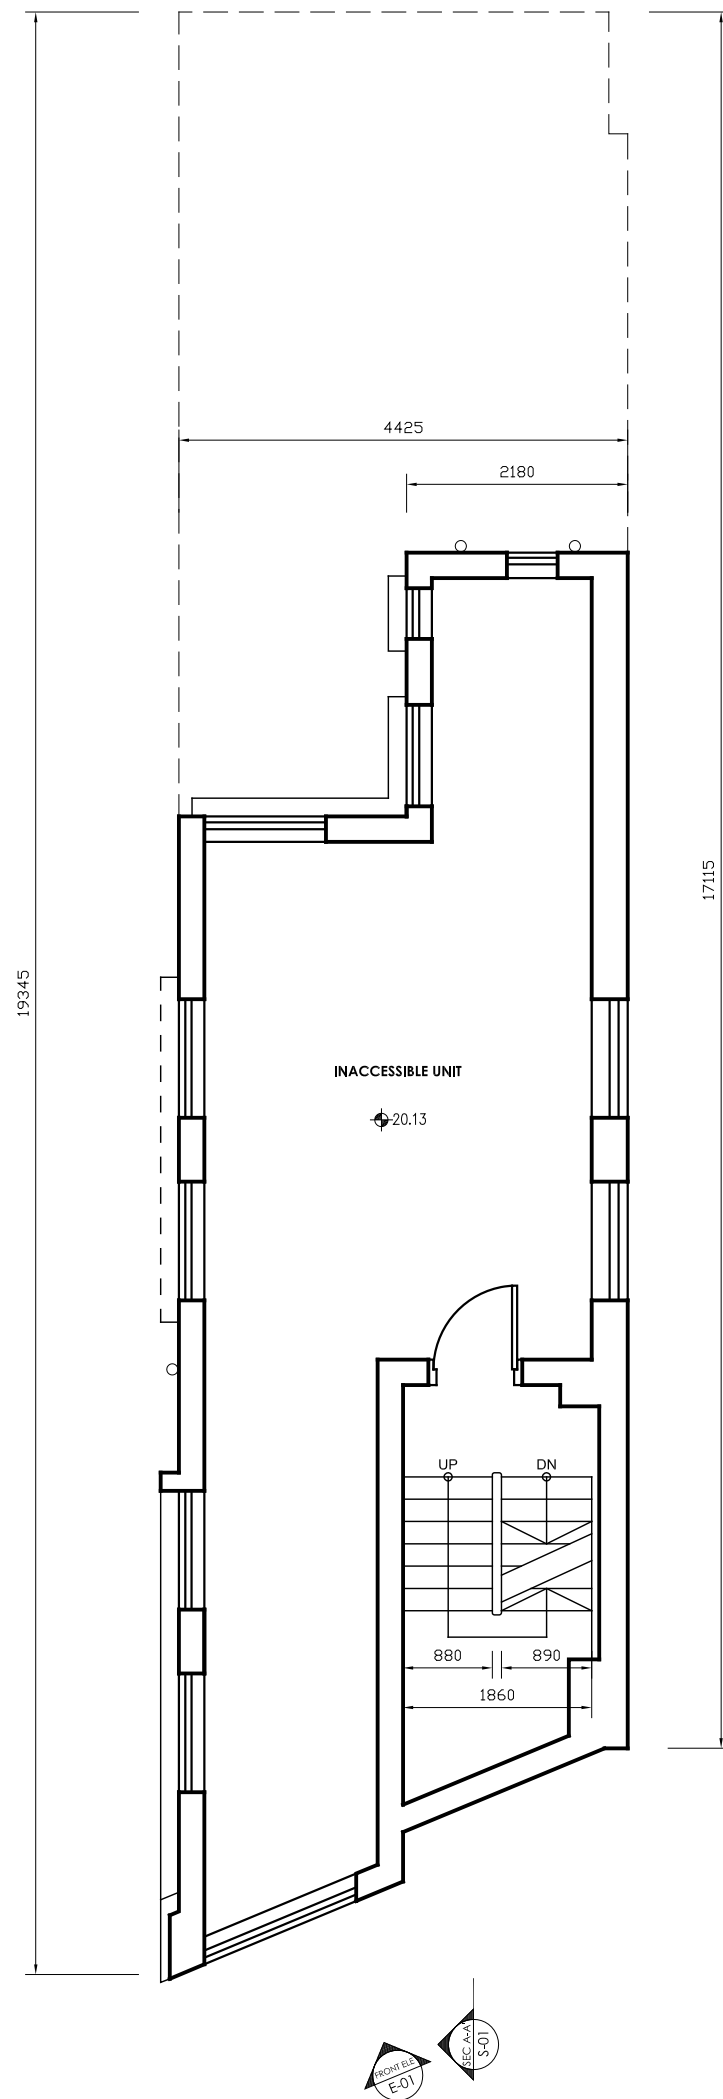 4425
2180
17115
19345
INACCESSIBLE UNIT
20.13
UP DN
880 890
1860
SEC A-A'
S-01
FRONT ELE
E-01